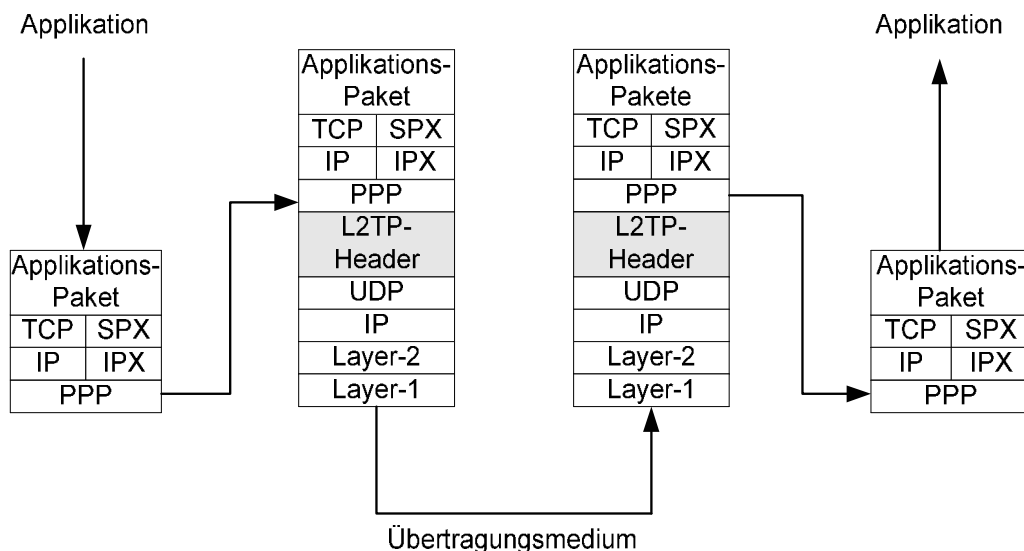 Applikation
Applikation
Applikations-
Paket
TCP SPX
IP IPX
PPP
Applikations-
Paket
TCP SPX
IP IPX
PPP
L2TP-
Header
UDP
IP
Layer-2
Layer-1
Applikations-
Pakete
TCP SPX
IP IPX
PPP
L2TP-
Header
UDP
IP
Layer-2
Layer-1
Applikations-
Paket
TCP SPX
IP IPX
PPP
Übertragungsmedium